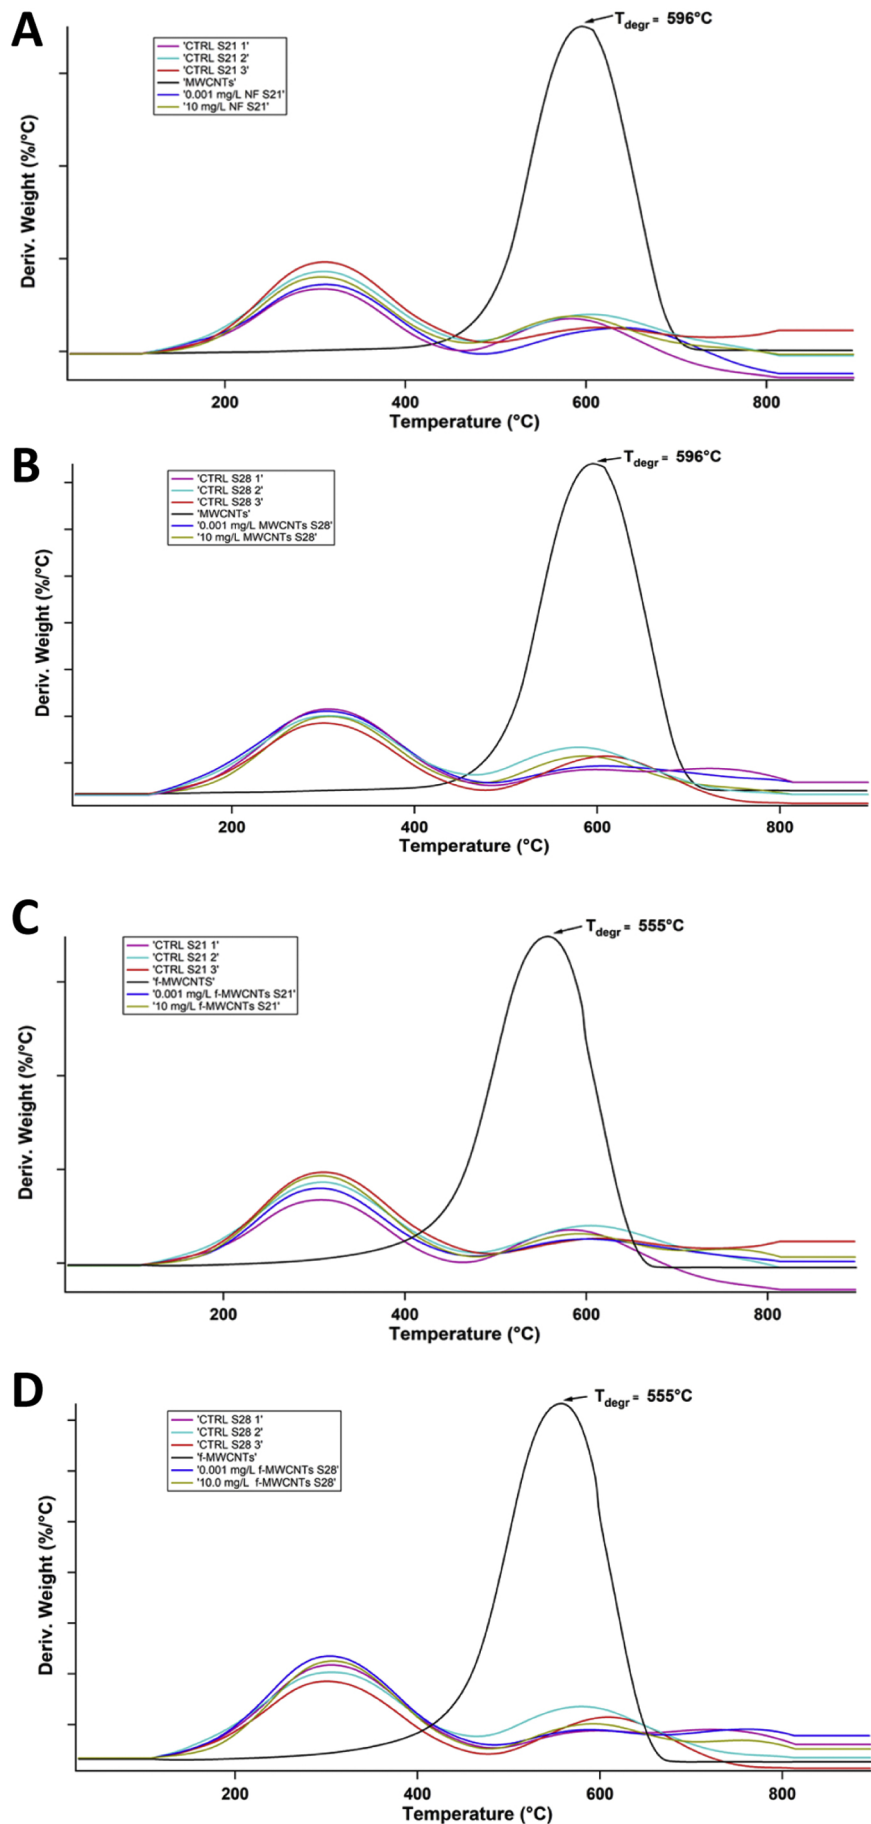 A
T_degr = 596°C
'CTRL S21 1'
'CTRL S21 2'
'CTRL S21 3'
'MWCNTs'
'0.001 mg/L NF S21'
'10 mg/L NF S21'
Deriv. Weight (%/°C)
200 400 600 800
Temperature (°C)
B
T_degr = 596°C
'CTRL S28 1'
'CTRL S28 2'
'CTRL S28 3'
'MWCNTs'
'0.001 mg/L MWCNTs S28'
'10 mg/L MWCNTs S28'
Deriv. Weight (%/°C)
200 400 600 800
Temperature (°C)
C
T_degr = 555°C
'CTRL S21 1'
'CTRL S21 2'
'CTRL S21 3'
'f-MWCNTS'
'0.001 mg/L f-MWCNTs S21'
'10 mg/L f-MWCNTs S21'
Deriv. Weight (%/°C)
200 400 600 800
Temperature (°C)
D
T_degr = 555°C
'CTRL S28 1'
'CTRL S28 2'
'CTRL S28 3'
'f-MWCNTs'
'0.001 mg/L f-MWCNTs S28'
'10.0 mg/L f-MWCNTs S28'
Deriv. Weight (%/°C)
200 400 600 800
Temperature (°C)